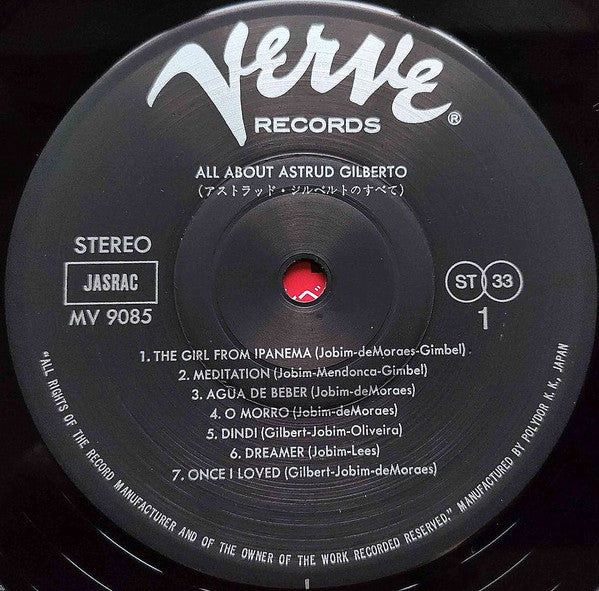 Verve®
RECORDS
ALL ABOUT ASTRUD GILBERTO
(アストラッド・ジルベルトのすべて)
STEREO
JASRAC
MV 9085
ST 33
1
1. THE GIRL FROM IPANEMA (Jobim-deMoraes-Gimbel)
2. MEDITATION (Jobim-Mendonca-Gimbel)
3. AGUA DE BEBER (Jobim-deMoraes)
4. O MORRO (Jobim-deMoraes)
5. DINDI (Gilbert-Jobim-Oliveira)
6. DREAMER (Jobim-Lees)
7. ONCE I LOVED (Gilbert-Jobim-deMoraes)
"ALL RIGHTS OF THE RECORD MANUFACTURER AND OF THE OWNER OF THE WORK RECORDED RESERVED." MANUFACTURED BY POLYDOR K. K., JAPAN
1